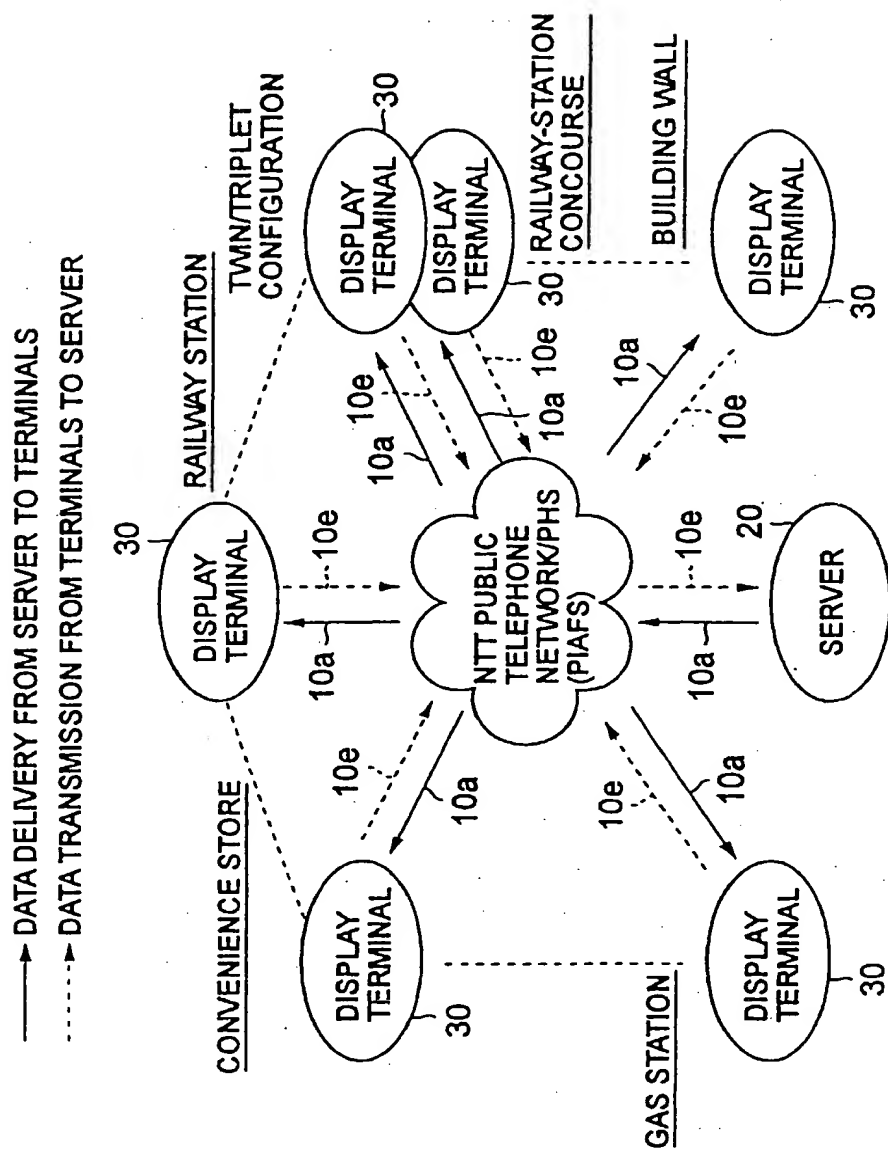 DATA DELIVERY FROM SERVER TO TERMINALS
DATA TRANSMISSION FROM TERMINALS TO SERVER
RAILWAY STATION
30
DISPLAY
TERMINAL
10a
10e
TWIN/TRIPLET
CONFIGURATION
30
DISPLAY
TERMINAL
DISPLAY
TERMINAL
30
10a
10e
10a
10e
RAILWAY-STATION
CONCOURSE
CONVENIENCE STORE
DISPLAY
TERMINAL
30
10e
10a
NTT PUBLIC
TELEPHONE
NETWORK/PHS
(PIAFS)
BUILDING WALL
10a
10e
DISPLAY
TERMINAL
30
GAS STATION
10e
10a
DISPLAY
TERMINAL
30
10a
10e
20
SERVER